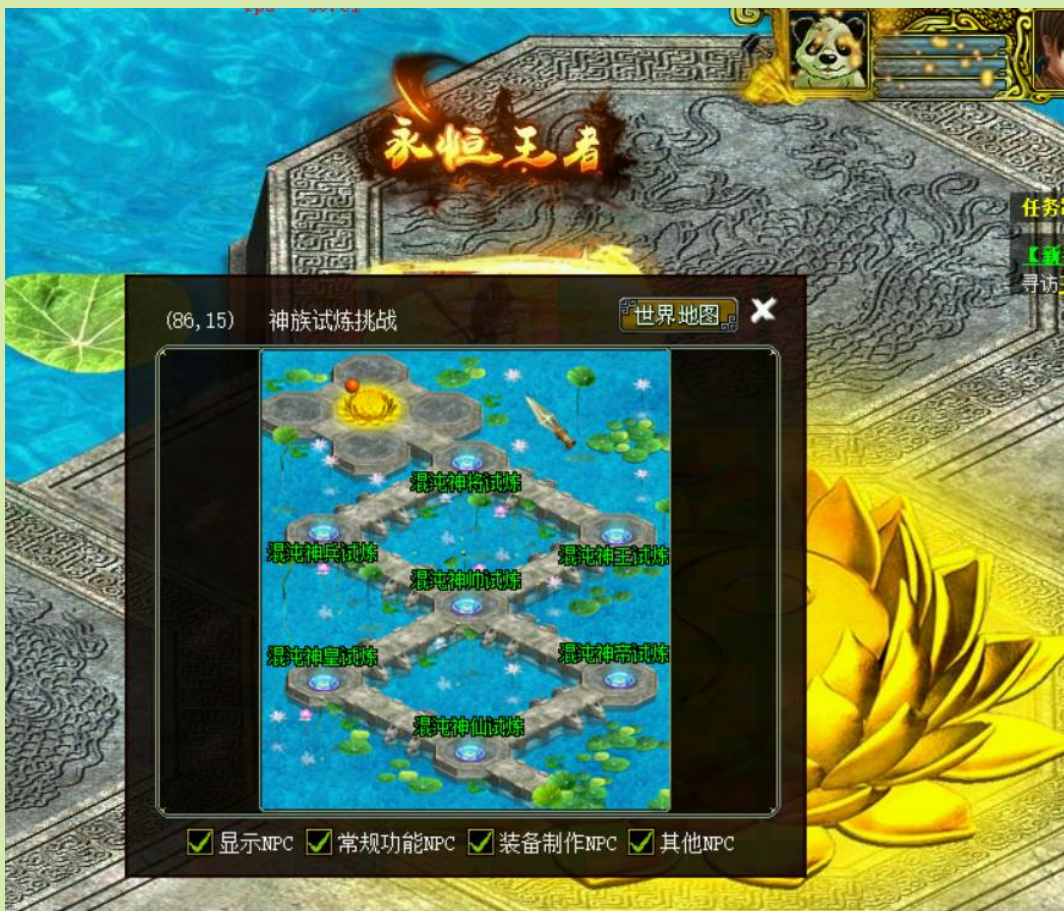 永恒王者
任务
【新
寻访
(86,15) 神族试炼挑战
世界地图
混沌神将试炼
混沌神兵试炼
混沌神王试炼
混沌神帅试炼
混沌神皇试炼
混沌神帝试炼
混沌神仙试炼
显示NPC 常规功能NPC 装备制作NPC 其他NPC